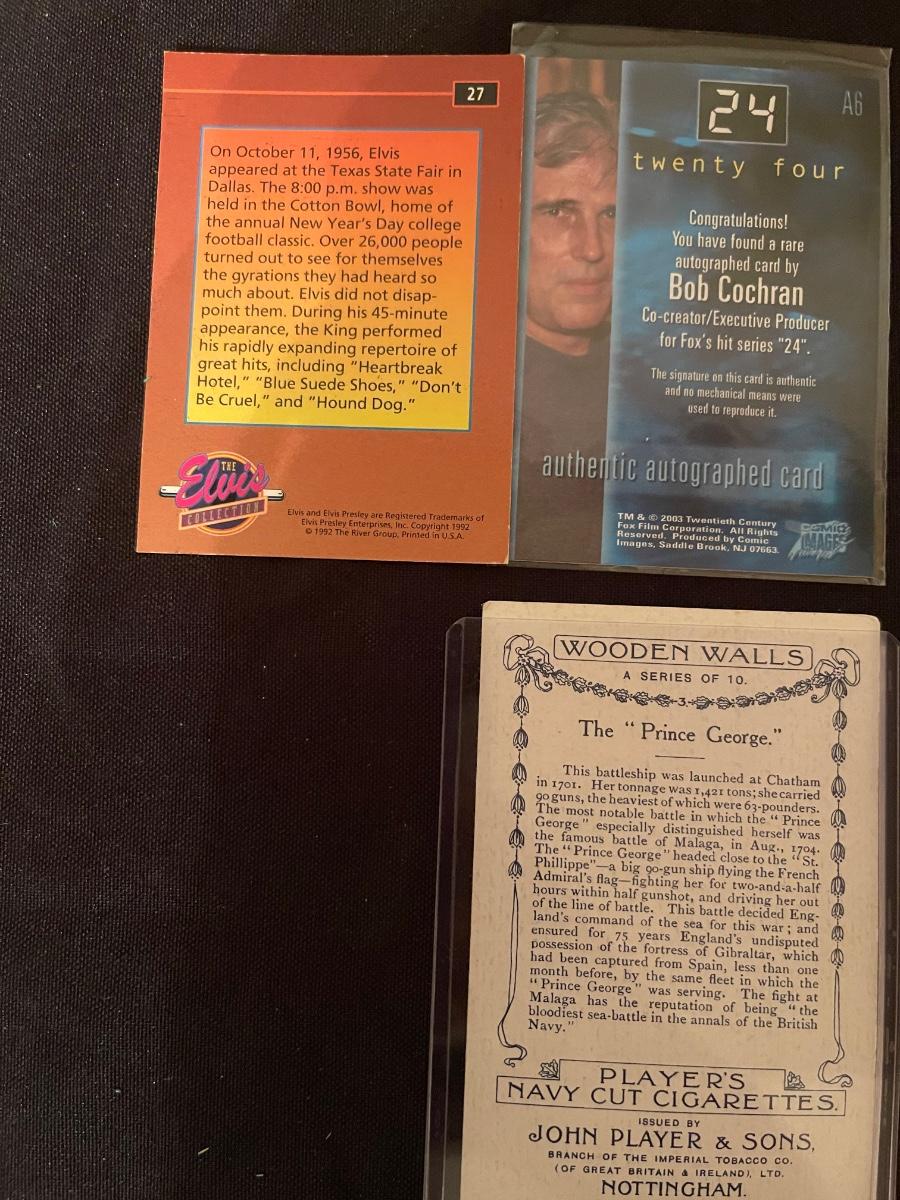 27
On October 11, 1956, Elvis
appeared at the Texas State Fair in
Dallas. The 8:00 p.m. show was
held in the Cotton Bowl, home of
the annual New Year's Day college
football classic. Over 26,000 people
turned out to see for themselves
the gyrations they had heard so
much about. Elvis did not disap-
point them. During his 45-minute
appearance, the King performed
his rapidly expanding repertoire of
great hits, including "Heartbreak
Hotel," "Blue Suede Shoes," "Don't
Be Cruel," and "Hound Dog."
THE
Elvis
COLLECTION
Elvis and Elvis Presley are Registered Trademarks of
Elvis Presley Enterprises, Inc. Copyright 1992
© 1992 The River Group, Printed in U.S.A.
24
A6
twenty four
Congratulations!
You have found a rare
autographed card by
Bob Cochran
Co-creator/Executive Producer
for Fox's hit series "24".
The signature on this card is authentic
and no mechanical means were
used to reproduce it.
authentic autographed card
TM & © 2003 Twentieth Century
Fox Film Corporation. All Rights
Reserved. Produced by Comic
Images, Saddle Brook, NJ 07663.
COMIC
IMAGES
WOODEN WALLS
A SERIES OF 10.
3.
The "Prince George."
This battleship was launched at Chatham
in 1701. Her tonnage was 1,421 tons; she carried
90 guns, the heaviest of which were 63-pounders.
The most notable battle in which the "Prince
George" especially distinguished herself was
the famous battle of Malaga, in Aug., 1704.
The "Prince George" headed close to the "St.
Phillippe"—a big 90-gun ship flying the French
Admiral's flag—fighting her for two-and-a-half
hours within half gunshot, and driving her out
of the line of battle. This battle decided Eng-
land's command of the sea for this war; and
ensured for 75 years England's undisputed
possession of the fortress of Gibraltar, which
had been captured from Spain, less than one
month before, by the same fleet in which the
"Prince George" was serving. The fight at
Malaga has the reputation of being "the
bloodiest sea-battle in the annals of the British
Navy."
PLAYER'S
NAVY CUT CIGARETTES.
ISSUED BY
JOHN PLAYER & SONS,
BRANCH OF THE IMPERIAL TOBACCO CO.
(OF GREAT BRITAIN & IRELAND), LTD.
NOTTINGHAM.